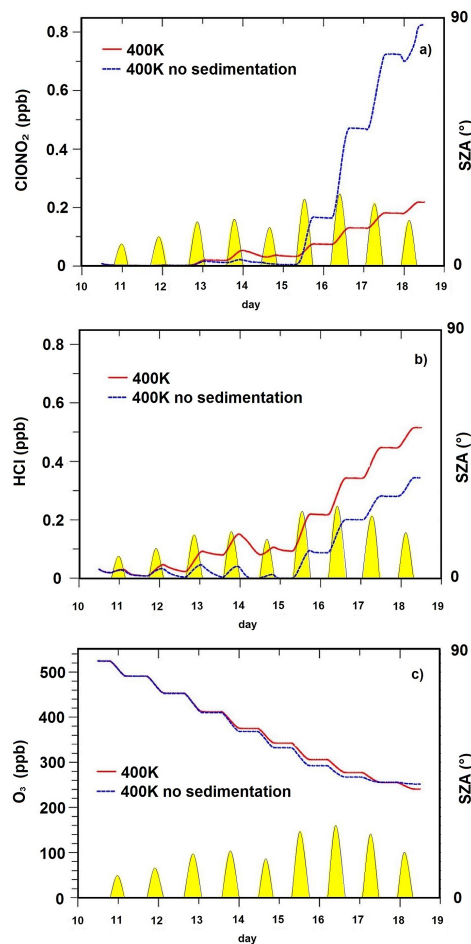 90
0.8
a)
400K
400K no sedimentation
0.6
ClONO₂ (ppb)
SZA (°)
0.4
0.2
0
0
10 11 12 13 14 15 16 17 18 19
day
90
0.8
b)
400K
400K no sedimentation
0.6
HCl (ppb)
SZA (°)
0.4
0.2
0
0
10 11 12 13 14 15 16 17 18 19
day
90
500
c)
400
400K
400K no sedimentation
300
O₃ (ppb)
SZA (°)
200
100
0
0
10 11 12 13 14 15 16 17 18 19
day